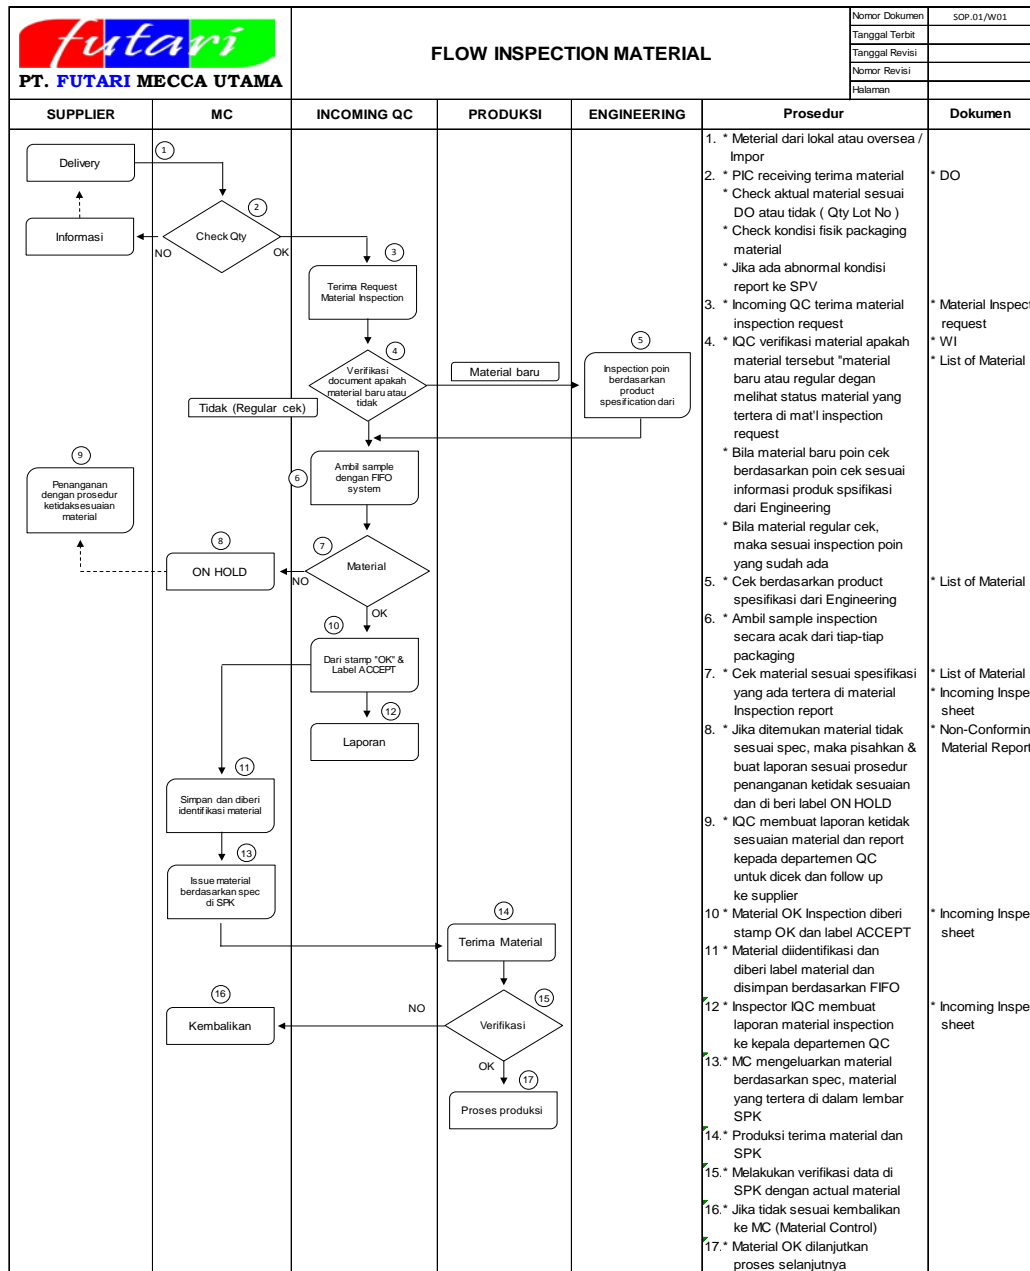 futari
PT. FUTARI MECCA UTAMA
FLOW INSPECTION MATERIAL
Nomor Dokumen SOP.01/W01
Tanggal Terbit
Tanggal Revisi
Nomor Revisi
Halaman
SUPPLIER MC INCOMING QC PRODUKSI ENGINEERING Prosedur Dokumen
Delivery
1
Informasi
2
Check Qty
NO
OK
3
Terima Request
Material Inspection
4
Verifikasi
document apakah
material baru atau
tidak
Material baru
Tidak (Regular cek)
5
Inspection poin
berdasarkan
product
spesification dari
6
Ambil sample
dengan FIFO
system
9
Penanganan
dengan prosedur
ketidaksesuaian
material
8
ON HOLD
7
Material
NO
OK
10
Dari stamp "OK" &
Label ACCEPT
12
Laporan
11
Simpan dan diberi
identifikasi material
13
Issue material
berdasarkan spec
di SPK
14
Terima Material
15
Verifikasi
NO
OK
16
Kembalikan
17
Proses produksi
1. * Meterial dari lokal atau oversea /
Impor
2. * PIC receiving terima material
* Check aktual material sesuai
DO atau tidak ( Qty Lot No )
* Check kondisi fisik packaging
material
* Jika ada abnormal kondisi
report ke SPV
3. * Incoming QC terima material
inspection request
4. * IQC verifikasi material apakah
material tersebut "material
baru atau regular degan
melihat status material yang
tertera di mat'l inspection
request
* Bila material baru poin cek
berdasarkan poin cek sesuai
informasi produk spsifikasi
dari Engineering
* Bila material regular cek,
maka sesuai inspection poin
yang sudah ada
5. * Cek berdasarkan product
spesifikasi dari Engineering
6. * Ambil sample inspection
secara acak dari tiap-tiap
packaging
7. * Cek material sesuai spesifikasi
yang ada tertera di material
Inspection report
8. * Jika ditemukan material tidak
sesuai spec, maka pisahkan &
buat laporan sesuai prosedur
penanganan ketidak sesuaian
dan di beri label ON HOLD
9. * IQC membuat laporan ketidak
sesuaian material dan report
kepada departemen QC
untuk dicek dan follow up
ke supplier
10 * Material OK Inspection diberi
stamp OK dan label ACCEPT
11 * Material diidentifikasi dan
diberi label material dan
disimpan berdasarkan FIFO
12 * Inspector IQC membuat
laporan material inspection
ke kepala departemen QC
13.* MC mengeluarkan material
berdasarkan spec, material
yang tertera di dalam lembar
SPK
14.* Produksi terima material dan
SPK
15.* Melakukan verifikasi data di
SPK dengan actual material
16.* Jika tidak sesuai kembalikan
ke MC (Material Control)
17.* Material OK dilanjutkan
proses selanjutnya
* DO
* Material Inspect
request
* WI
* List of Material
* List of Material
* List of Material
* Incoming Inspe
sheet
* Non-Conformin
Material Report
* Incoming Inspe
sheet
* Incoming Inspe
sheet